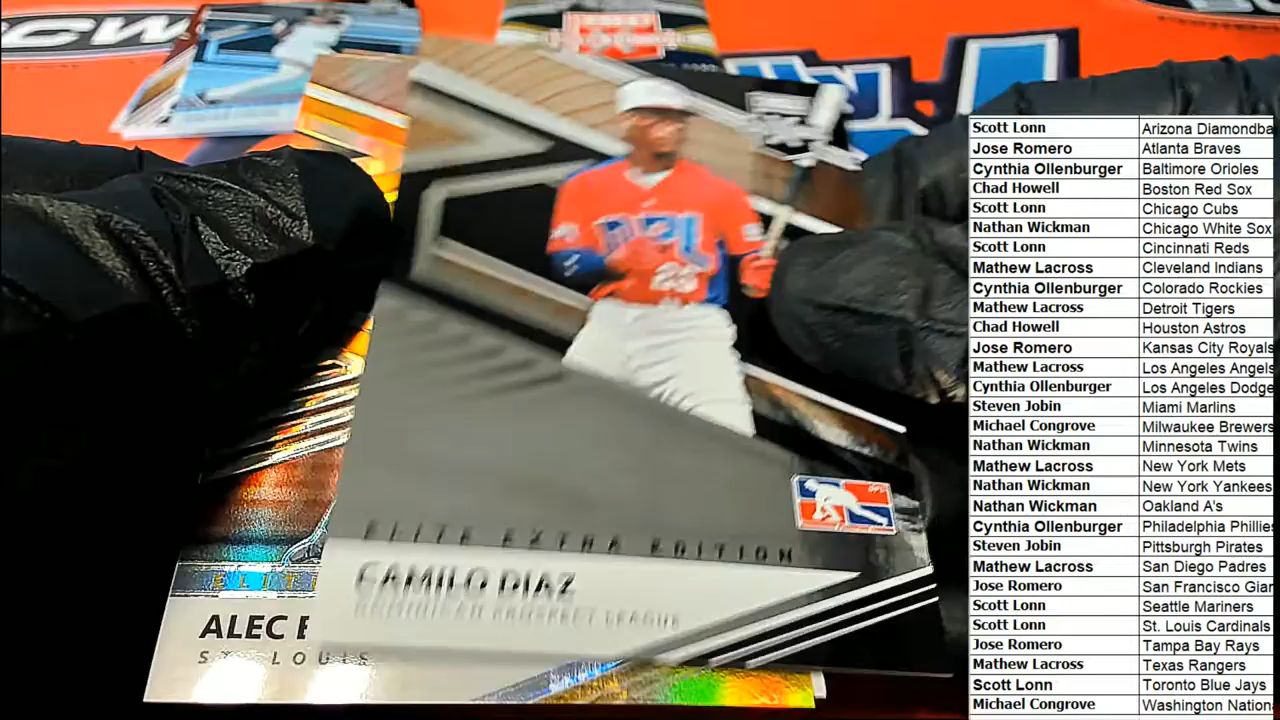 Scott Lonn Arizona Diamondba
Jose Romero Atlanta Braves
Cynthia Ollenburger Baltimore Orioles
Chad Howell Boston Red Sox
Scott Lonn Chicago Cubs
Nathan Wickman Chicago White Sox
Scott Lonn Cincinnati Reds
Mathew Lacross Cleveland Indians
Cynthia Ollenburger Colorado Rockies
Mathew Lacross Detroit Tigers
Chad Howell Houston Astros
Jose Romero Kansas City Royals
Mathew Lacross Los Angeles Angels
Cynthia Ollenburger Los Angeles Dodge
Steven Jobin Miami Marlins
Michael Congrove Milwaukee Brewers
Nathan Wickman Minnesota Twins
Mathew Lacross New York Mets
Nathan Wickman New York Yankees
Nathan Wickman Oakland A's
Cynthia Ollenburger Philadelphia Phillies
Steven Jobin Pittsburgh Pirates
Mathew Lacross San Diego Padres
Jose Romero San Francisco Gian
Scott Lonn Seattle Mariners
Scott Lonn St. Louis Cardinals
Jose Romero Tampa Bay Rays
Mathew Lacross Texas Rangers
Scott Lonn Toronto Blue Jays
Michael Congrove Washington Nation
ELITE EXTRA EDITION
CAMILO DIAZ
DOMINICAN PROSPECT LEAGUE
ALEC
ST. LOUIS